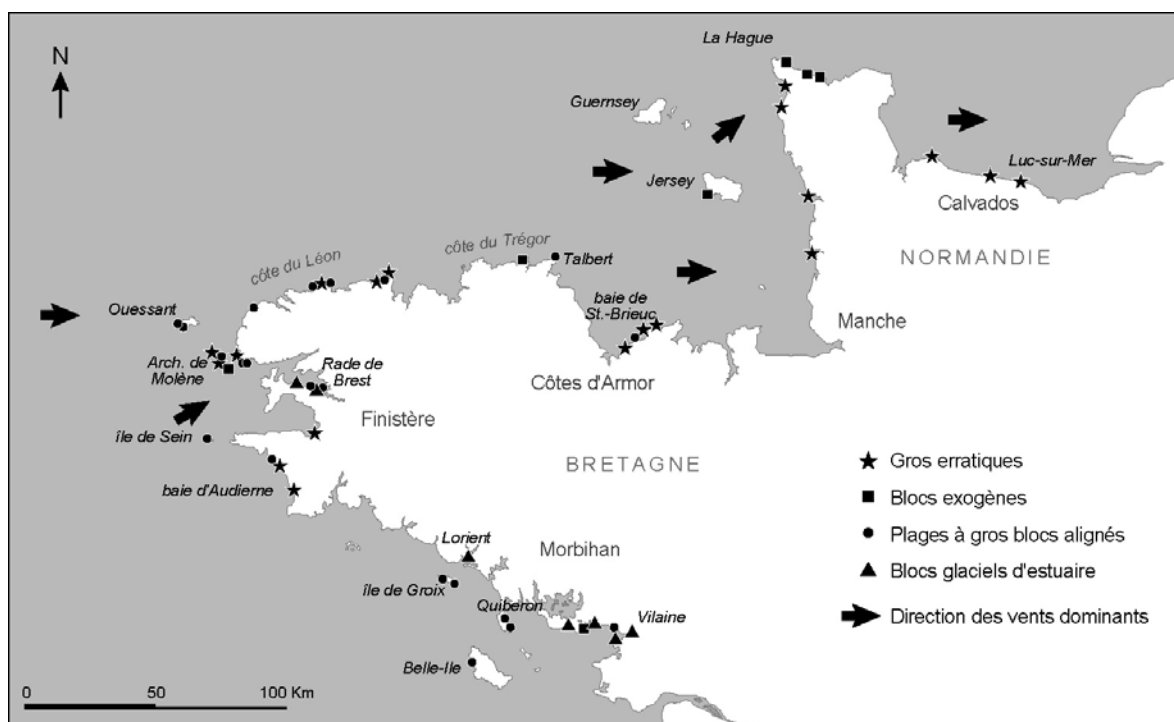 La Hague
N
Guernsey
Luc-sur-Mer
Jersey
Calvados
côte du Trégor
côte du Léon
Talbert
NORMANDIE
Ouessant
baie de
St.-Brieuc
Manche
Arch. de
Molène
Rade de
Brest
Côtes d'Armor
Finistère
île de Sein
BRETAGNE
Gros erratiques
baie d'Audierne
Blocs exogènes
Plages à gros blocs alignés
Lorient
Morbihan
Blocs glaciels d'estuaire
île de Groix
Quiberon
Vilaine
Direction des vents dominants
Belle-Ile
0 50 100 Km